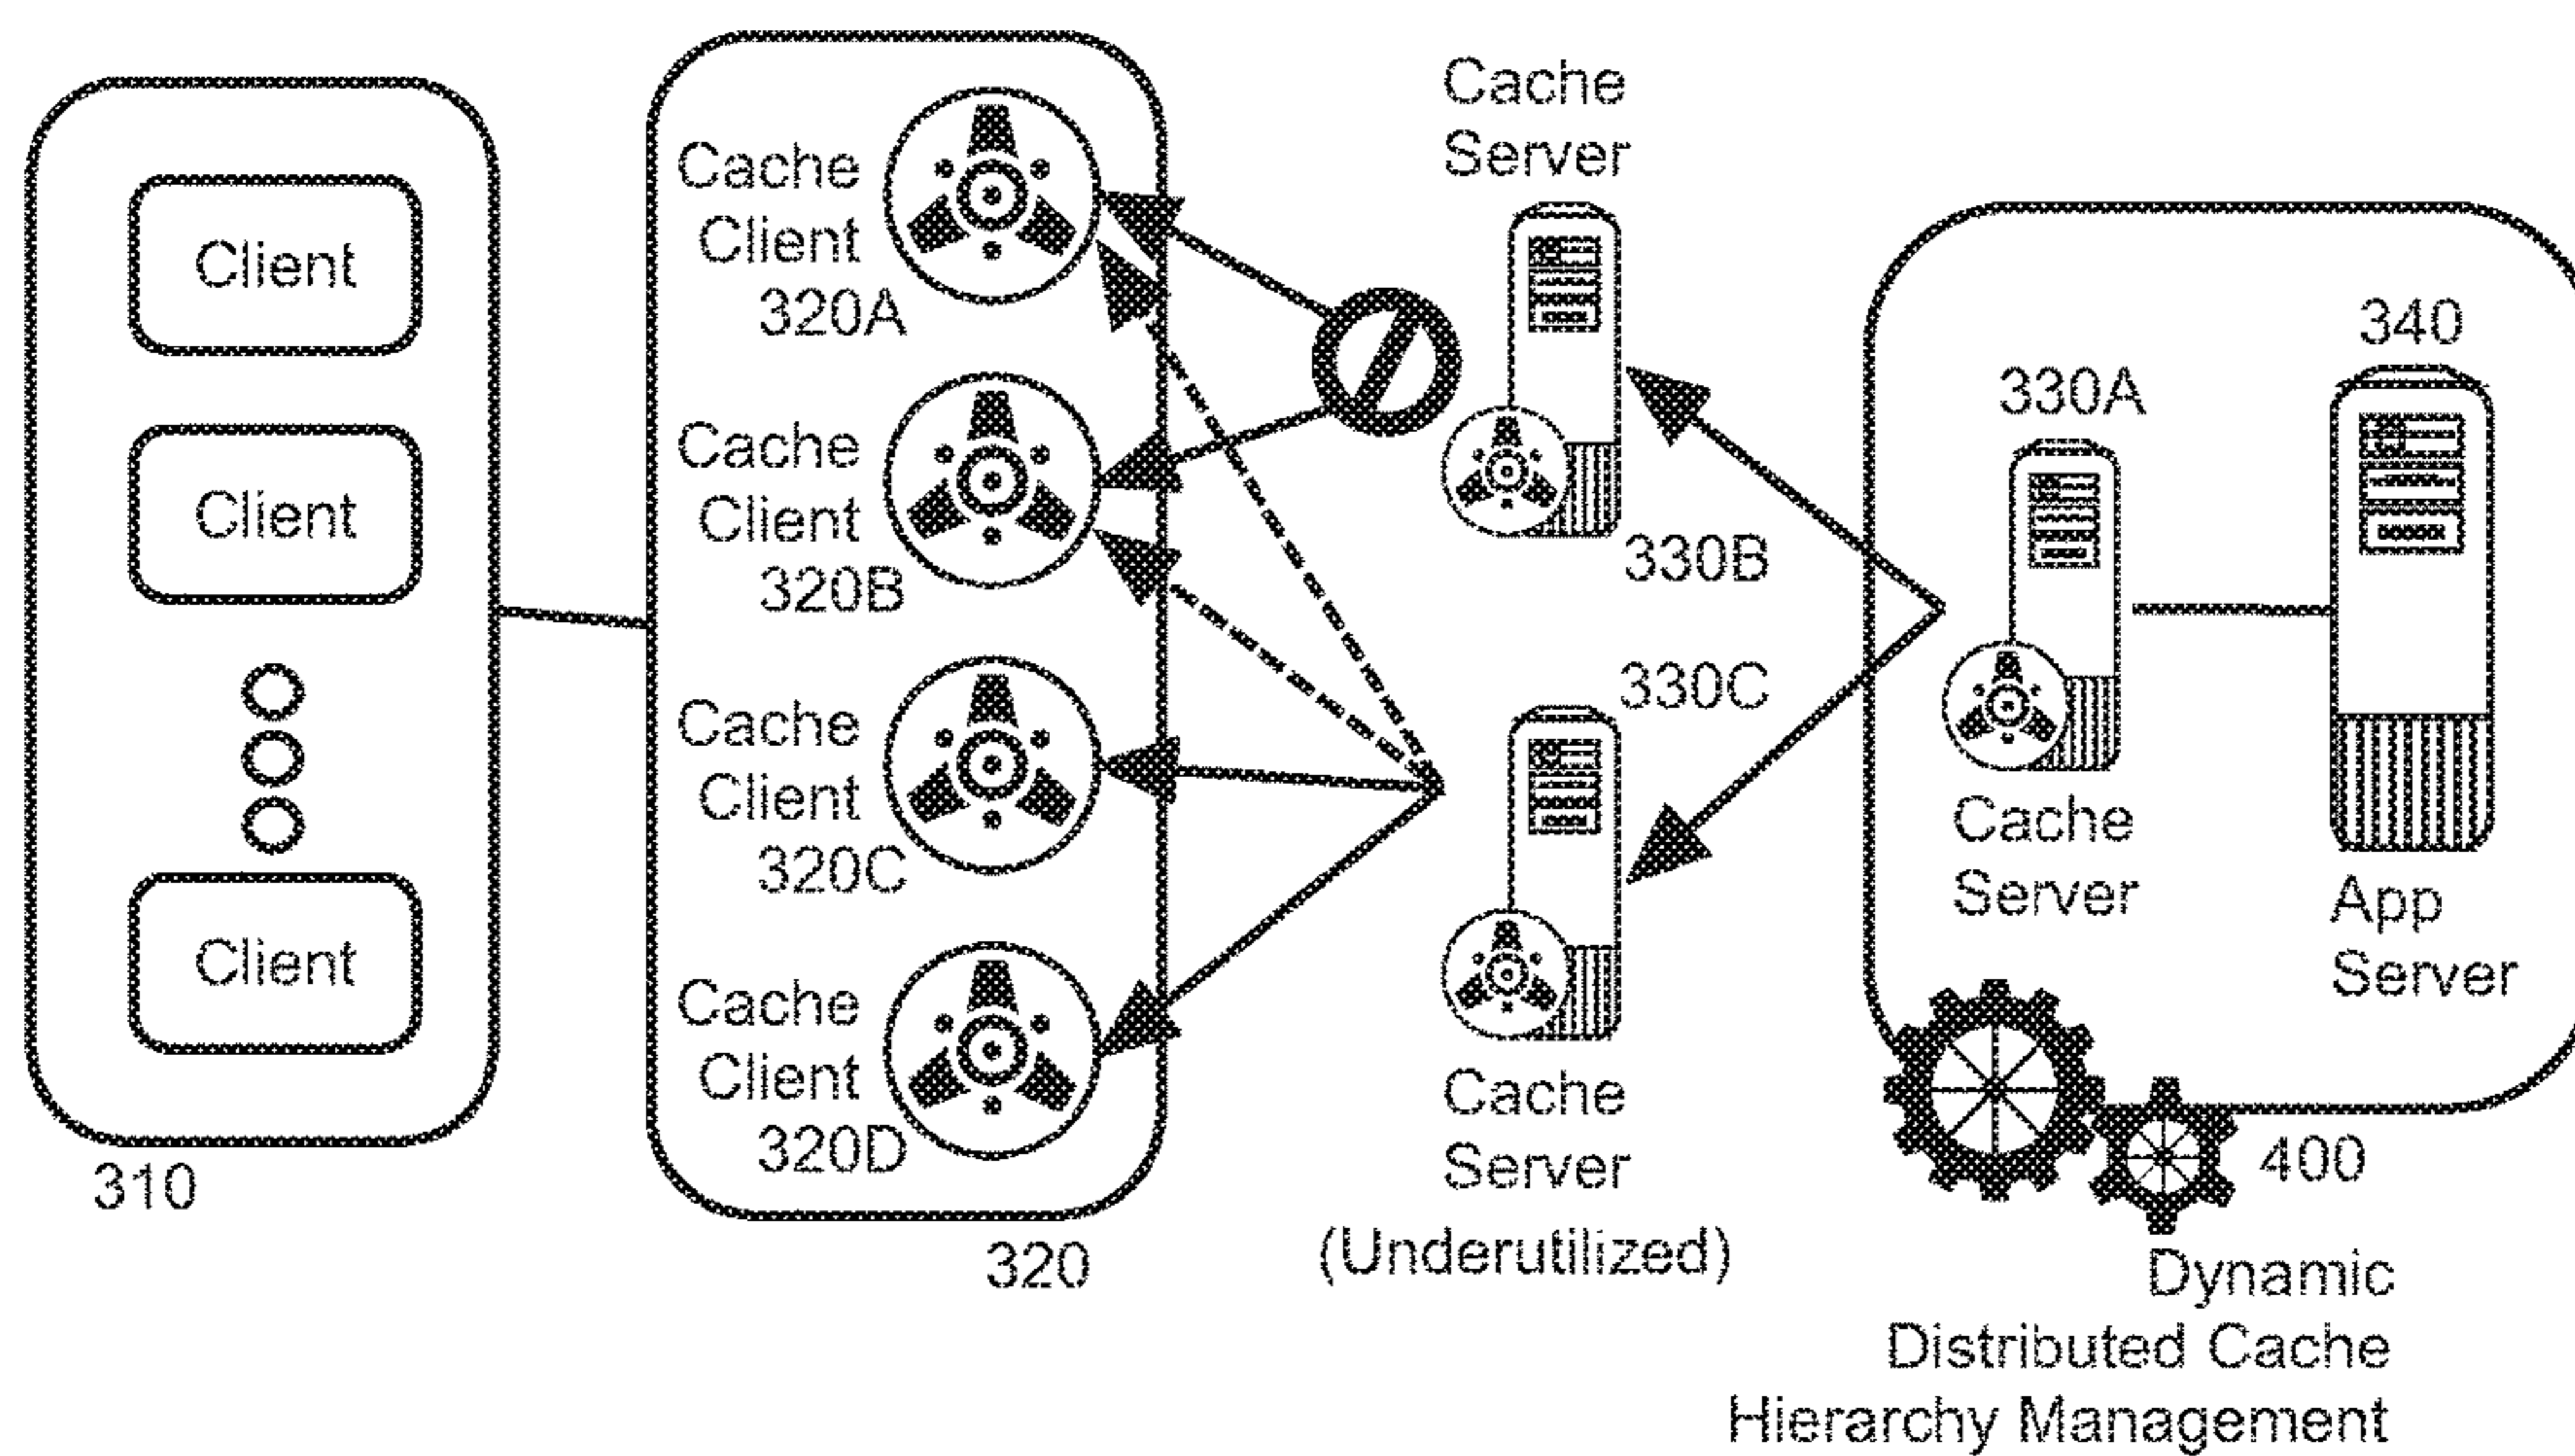 Client
Client
Client
310
Cache
Client
320A
Cache
Client
320B
Cache
Client
320C
Cache
Client
320D
320
Cache
Server
330B
330C
Cache
Server
(Underutilized)
330A
Cache
Server
340
App
Server
400
Dynamic
Distributed Cache
Hierarchy Management